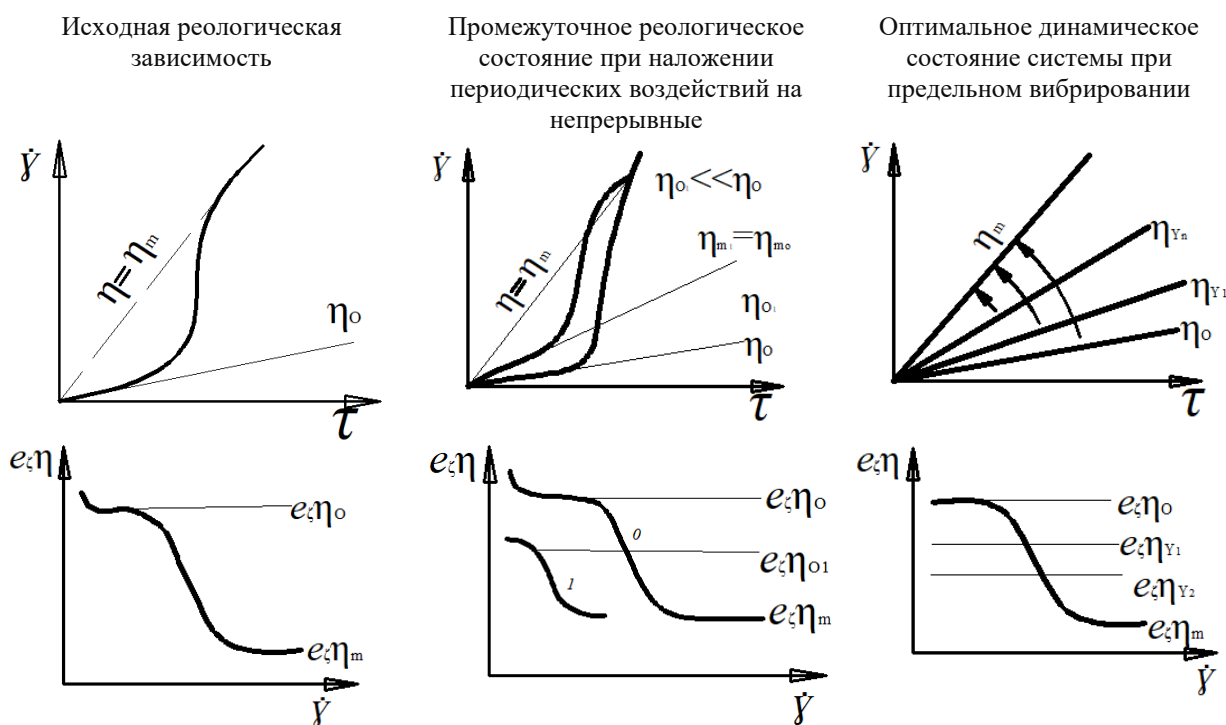 Исходная реологическая
зависимость
Промежуточное реологическое
состояние при наложении
периодических воздействий на
непрерывные
Оптимальное динамическое
состояние системы при
предельном вибрировании
γ̇
η=ηm
ηO
τ
γ̇
ηO₁<<ηO
ηm₁=ηmo
η=ηm
ηO₁
ηO
τ
γ̇
ηm
ηYn
ηY1
ηO
τ
eζη
eζηO
eζηm
γ̇
eζη
0
1
eζηO
eζηO1
eζηm
γ̇
eζη
eζηO
eζηY1
eζηY2
eζηm
γ̇